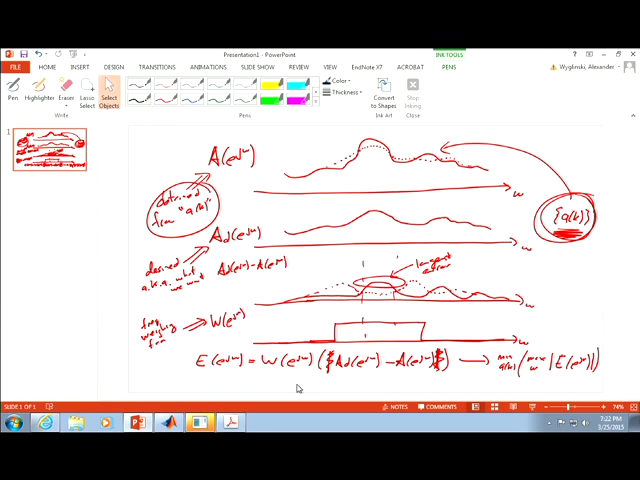 Presentation1 - PowerPoint
INK TOOLS
FILE HOME INSERT DESIGN TRANSITIONS ANIMATIONS SLIDE SHOW REVIEW VIEW EndNote X7 ACROBAT PENS
Wyglinski, Alexander
Pen Highlighter Eraser Lasso Select Select Objects
Color
Thickness
Convert to Shapes
Stop Inking
Write
Pens
Ink Art
Close
1
A(e^jω)
determined from "a(k)"
ω
{a(k)}
Ad(e^jω)
ω
desired a.k.a. what we want
Ad(e^jω)-A(e^jω)
largest error
ω
freq weighing fxn
W(e^jω)
ω
E(e^jω) = W(e^jω) (Ad(e^jω) - A(e^jω)) → min a(k) (max ω |E(e^jω)|)
SLIDE 1 OF 1
NOTES
COMMENTS
74%
7:22 PM
3/25/2015